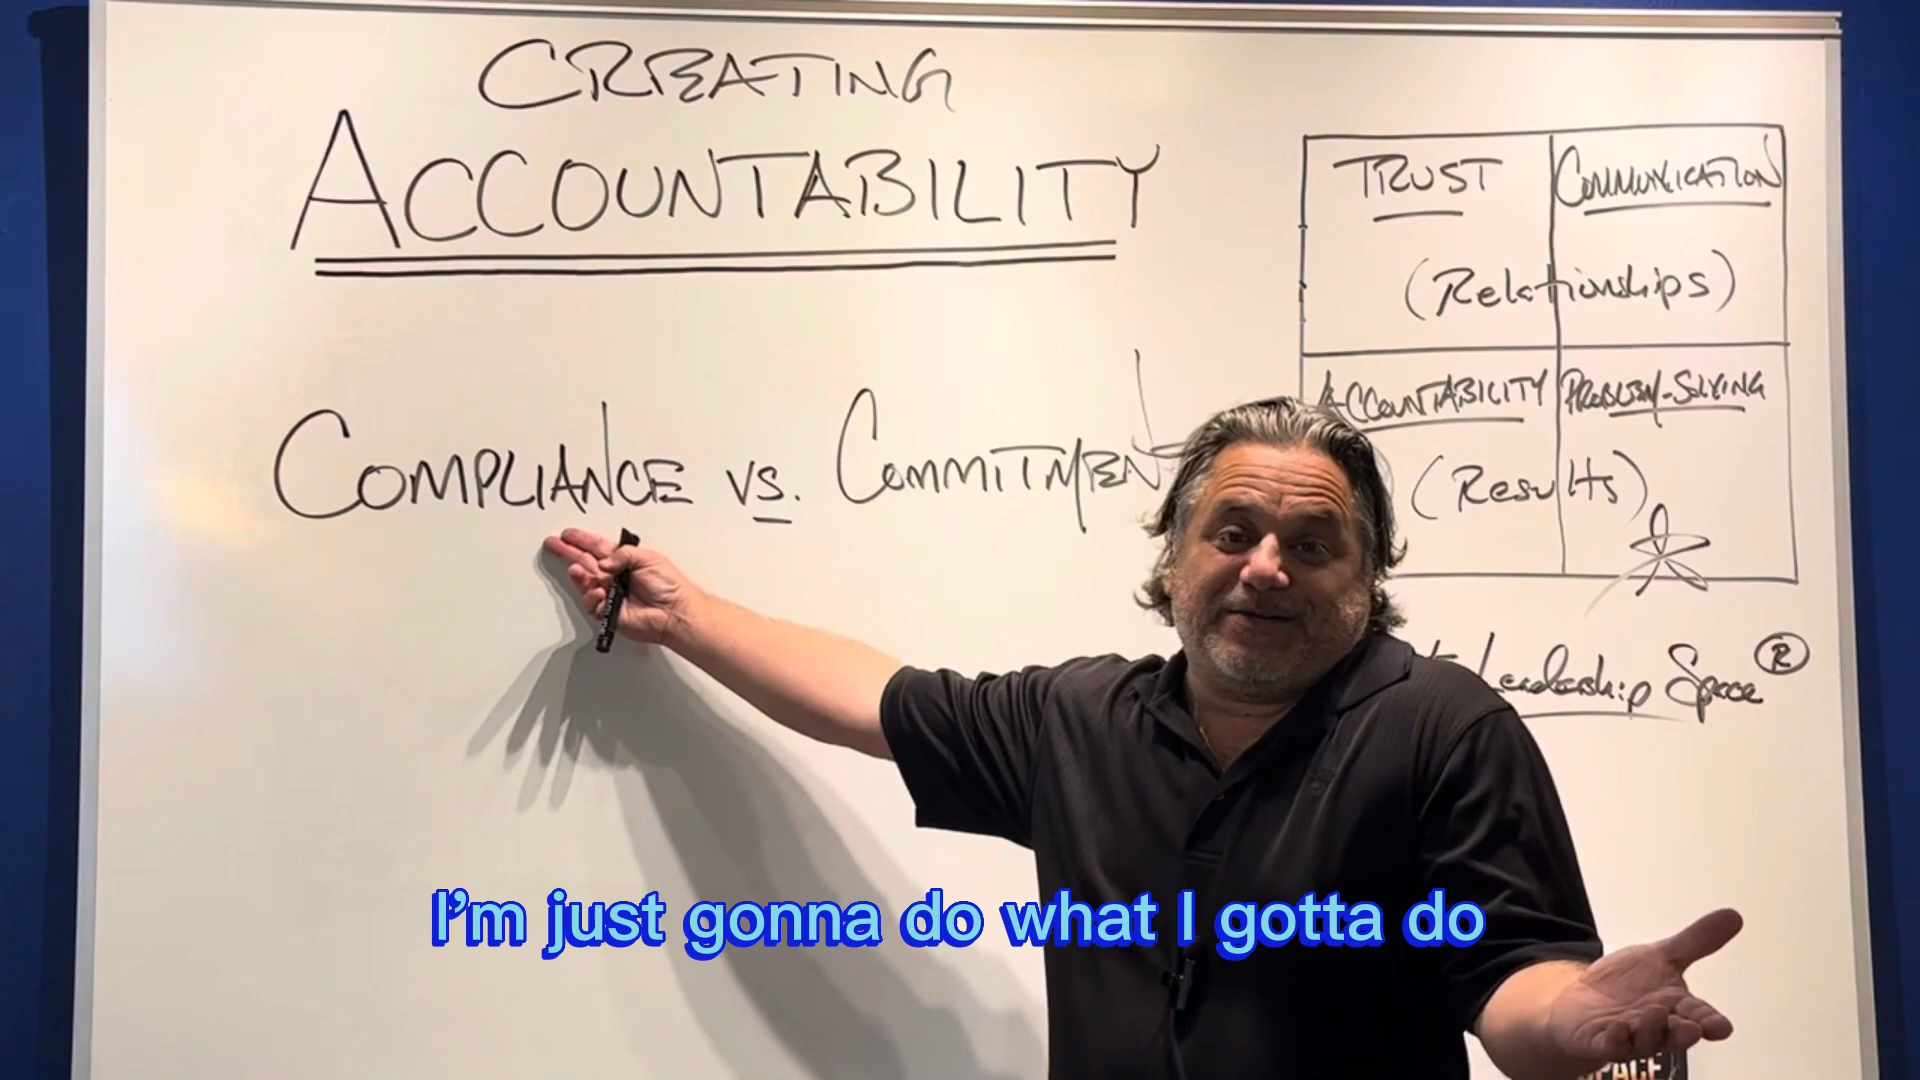 CREATING
ACCOUNTABILITY
COMPLIANCE vs. COMMITMENT
TRUST
COMMUNICATION
(Relationships)
ACCOUNTABILITY
PROBLEM-SOLVING
(Results)
Leadership Space ®
I'm just gonna do what I gotta do
SPACE